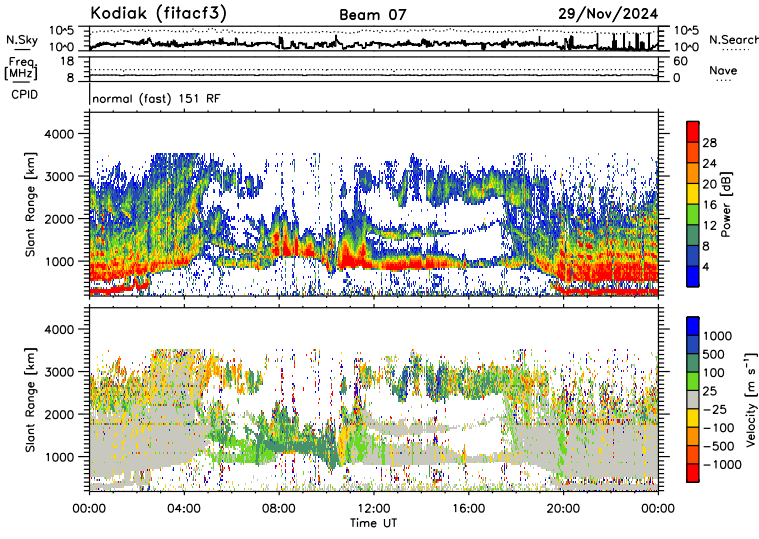 Kodiak (fitacf3) Beam 07 29/Nov/2024
N.Sky 10^5 10^0 10^5 10^0 N.Search
Freq. [MHz] 18 8 60 0 Nave
CPID normal (fast) 151 RF
Slant Range [km]
4000
3000
2000
1000
Power [dB]
28
24
20
16
12
8
4
Slant Range [km]
4000
3000
2000
1000
Velocity [m s⁻¹]
1000
500
100
25
−25
−100
−500
−1000
00:00 04:00 08:00 12:00 16:00 20:00 00:00
Time UT